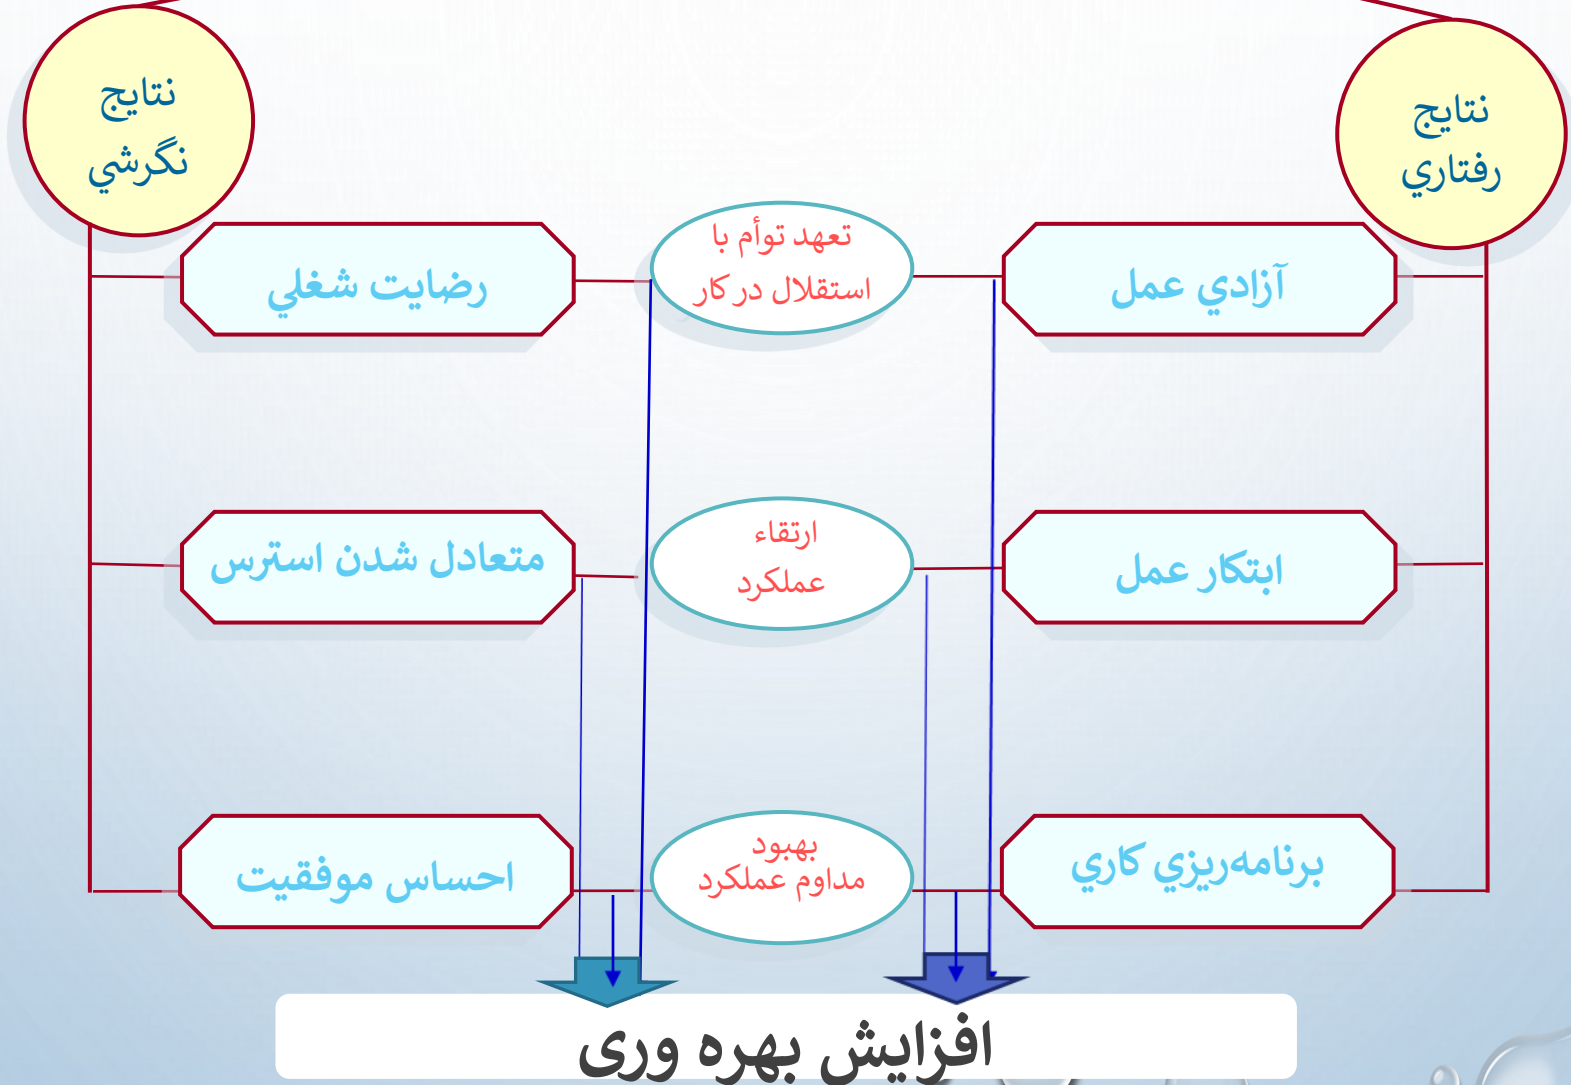 نتايج
رفتاري
نتايج
نگرشي
آزادي عمل
تعهد توأم با
استقلال در کار
رضايت شغلي
ابتکار عمل
ارتقاء
عملکرد
متعادل شدن استرس
برنامه‌ريزي کاري
بهبود
مداوم عملکرد
احساس موفقيت
افزایش بهره وری